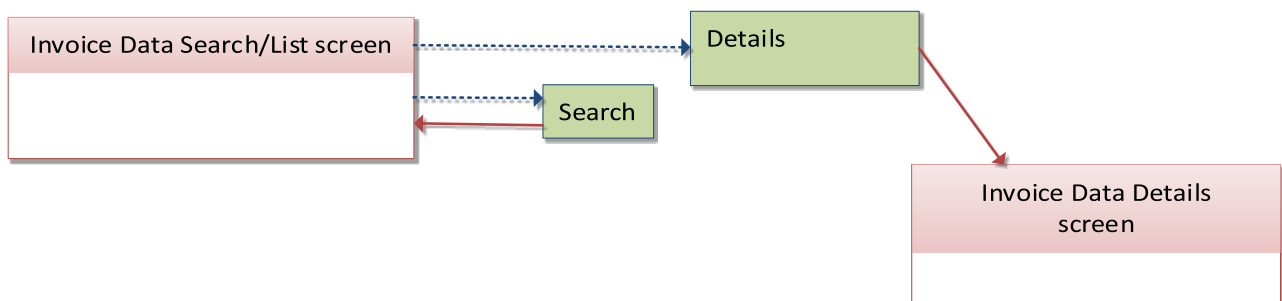 Invoice Data Search/List screen
Details
Search
Invoice Data Details
screen